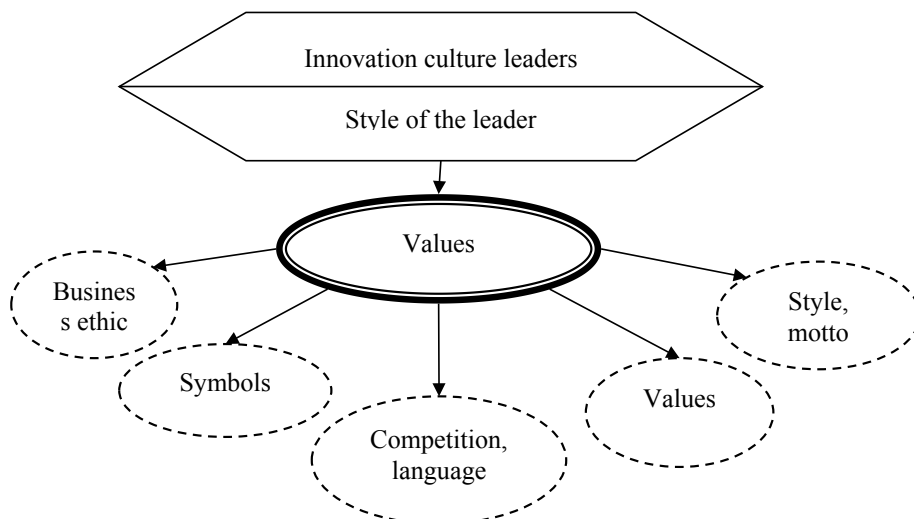 Innovation culture leaders
Style of the leader
Values
Busines
s ethic
Symbols
Competition,
language
Values
Style,
motto